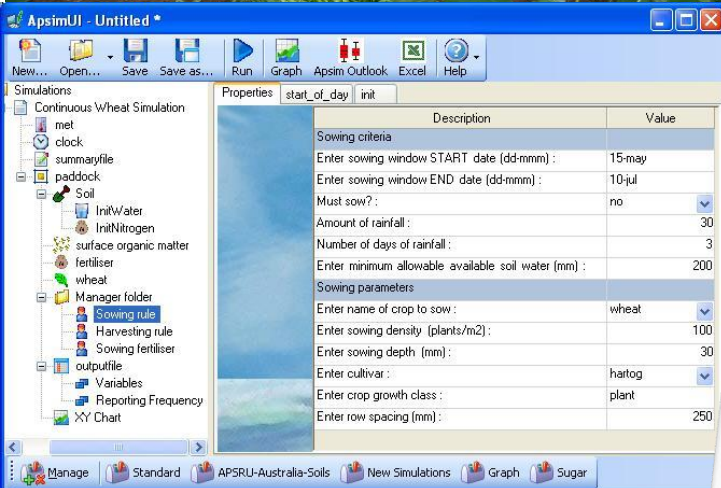 ApsimUI - Untitled *
New... Open... Save Save as... Run Graph Apsim Outlook Excel Help
Simulations
Continuous Wheat Simulation
met
clock
summaryfile
paddock
Soil
InitWater
InitNitrogen
surface organic matter
fertiliser
wheat
Manager folder
Sowing rule
Harvesting rule
Sowing fertiliser
outputfile
Variables
Reporting Frequency
XY Chart
Properties start_of_day init
Description Value
Sowing criteria
Enter sowing window START date (dd-mmm) : 15-may
Enter sowing window END date (dd-mmm) : 10-jul
Must sow? : no
Amount of rainfall : 30
Number of days of rainfall : 3
Enter minimum allowable available soil water (mm) : 200
Sowing parameters
Enter name of crop to sow : wheat
Enter sowing density (plants/m2) : 100
Enter sowing depth (mm) : 30
Enter cultivar : hartog
Enter crop growth class : plant
Enter row spacing (mm) : 250
Manage Standard APSRU-Australia-Soils New Simulations Graph Sugar